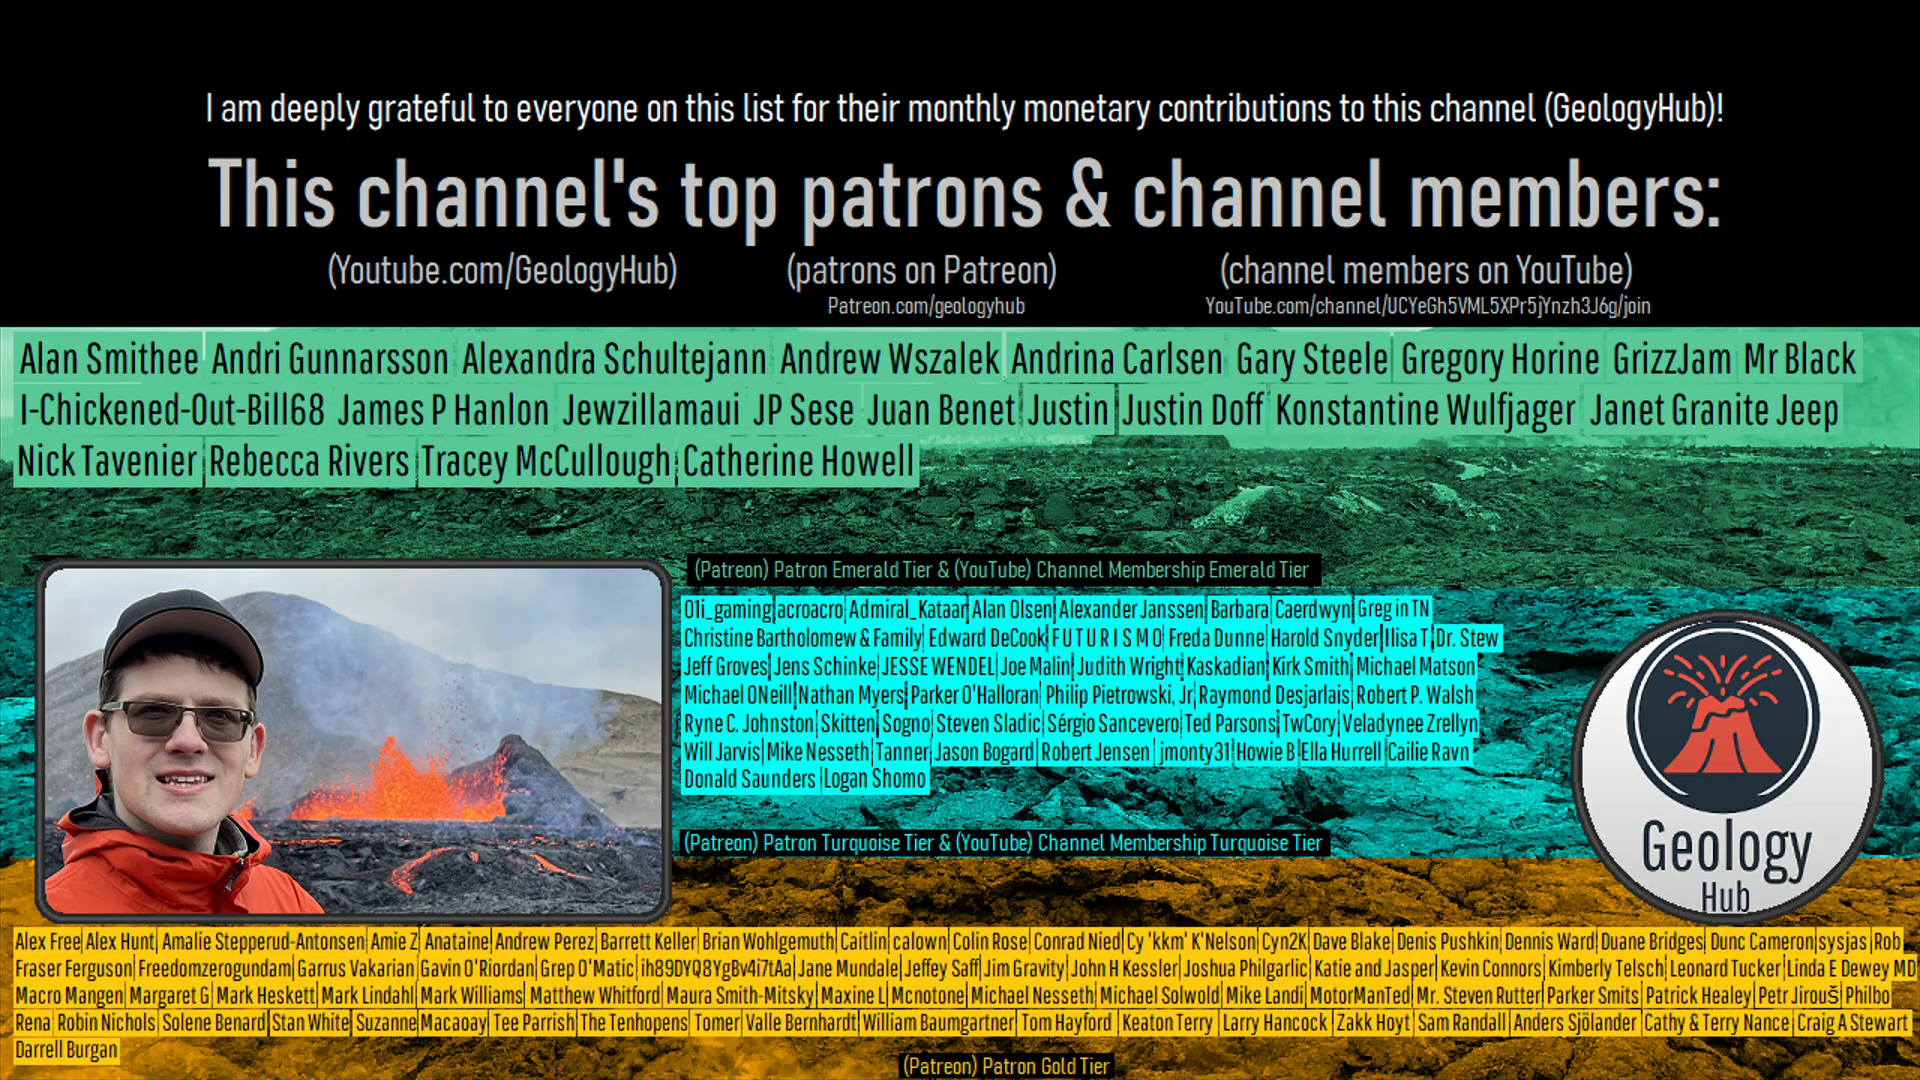 I am deeply grateful to everyone on this list for their monthly monetary contributions to this channel (GeologyHub)!
This channel's top patrons & channel members:
(Youtube.com/GeologyHub) (patrons on Patreon) (channel members on YouTube)
Patreon.com/geologyhub YouTube.com/channel/UCYeGh5VML5XPr5jYnzh3J6g/join
Alan Smithee Andri Gunnarsson Alexandra Schultejann Andrew Wszalek Andrina Carlsen Gary Steele Gregory Horine GrizzJam Mr Black
I-Chickened-Out-Bill68 James P Hanlon Jewzillamaui JP Sese Juan Benet Justin Justin Doff Konstantine Wulfjager Janet Granite Jeep
Nick Tavenier Rebecca Rivers Tracey McCullough Catherine Howell
(Patreon) Patron Emerald Tier & (YouTube) Channel Membership Emerald Tier
01i_gaming acroacro Admiral_Kataar Alan Olsen Alexander Janssen Barbara Caerdwyn Greg in TN
Christine Bartholomew & Family Edward DeCook F U T U R I S M O Freda Dunne Harold Snyder Ilisa T Dr. Stew
Jeff Groves Jens Schinke JESSE WENDEL Joe Malin Judith Wright Kaskadian Kirk Smith Michael Matson
Michael ONeill Nathan Myers Parker O'Halloran Philip Pietrowski, Jr Raymond Desjarlais Robert P. Walsh
Ryne C. Johnston Skitten Sogno Steven Sladic Sérgio Sancevero Ted Parsons TwCory Veladynee Zrellyn
Will Jarvis Mike Nesseth Tanner Jason Bogard Robert Jensen jmonty31 Howie B Ella Hurrell Cailie Ravn
Donald Saunders Logan Shomo
(Patreon) Patron Turquoise Tier & (YouTube) Channel Membership Turquoise Tier
Geology
Hub
Alex Free Alex Hunt Amalie Stepperud-Antonsen Amie Z Anataine Andrew Perez Barrett Keller Brian Wohlgemuth Caitlin calown Colin Rose Conrad Nied Cy 'kkm' K'Nelson Cyn2K Dave Blake Denis Pushkin Dennis Ward Duane Bridges Dunc Cameron sysjas Rob
Fraser Ferguson Freedomzerogundam Garrus Vakarian Gavin O'Riordan Grep O'Matic ih89DYQ8YgBv4i7tAa Jane Mundale Jeffey Saff Jim Gravity John H Kessler Joshua Philgarlic Katie and Jasper Kevin Connors Kimberly Telsch Leonard Tucker Linda E Dewey MD
Macro Mangen Margaret G Mark Heskett Mark Lindahl Mark Williams Matthew Whitford Maura Smith-Mitsky Maxine L Mcnotone Michael Nesseth Michael Solwold Mike Landi MotorManTed Mr. Steven Rutter Parker Smits Patrick Healey Petr Jirouš Philbo
Rena Robin Nichols Solene Benard Stan White Suzanne Macaoay Tee Parrish The Tenhopens Tomer Valle Bernhardt William Baumgartner Tom Hayford Keaton Terry Larry Hancock Zakk Hoyt Sam Randall Anders Sjölander Cathy & Terry Nance Craig A Stewart
Darrell Burgan
(Patreon) Patron Gold Tier